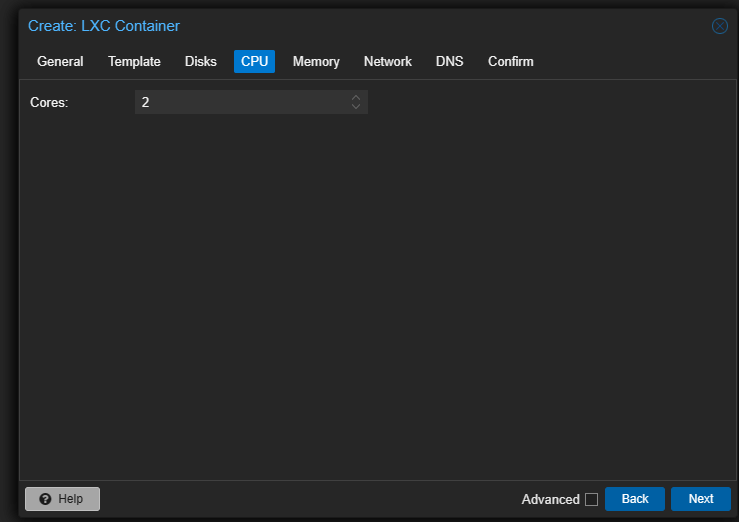 Create: LXC Container
General Template Disks CPU Memory Network DNS Confirm
Cores: 2
Help Advanced Back Next